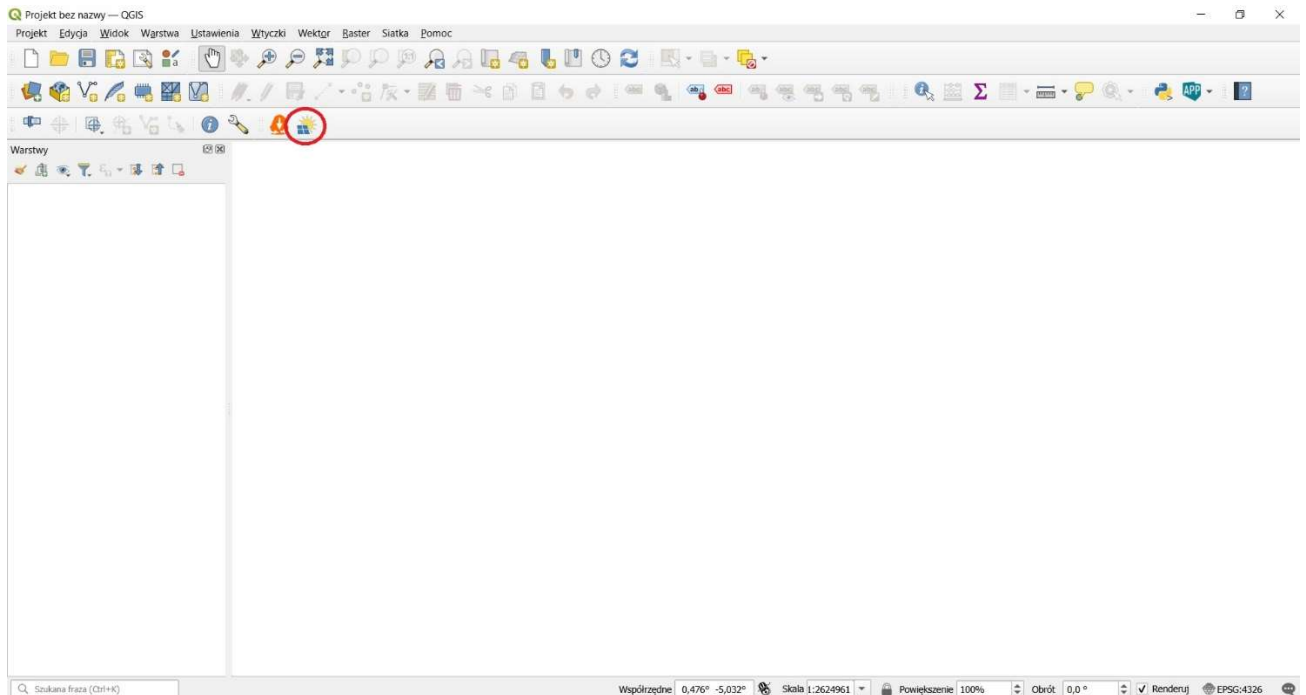 Projekt bez nazwy — QGIS
Projekt Edycja Widok Warstwa Ustawienia Wtyczki Wektor Raster Siatka Pomoc
Warstwy
Szukana fraza (Ctrl+K)
Współrzędne 0,476° -5,032° Skala 1:2624961 Powiększenie 100% Obrót 0,0 ° Renderuj EPSG:4326